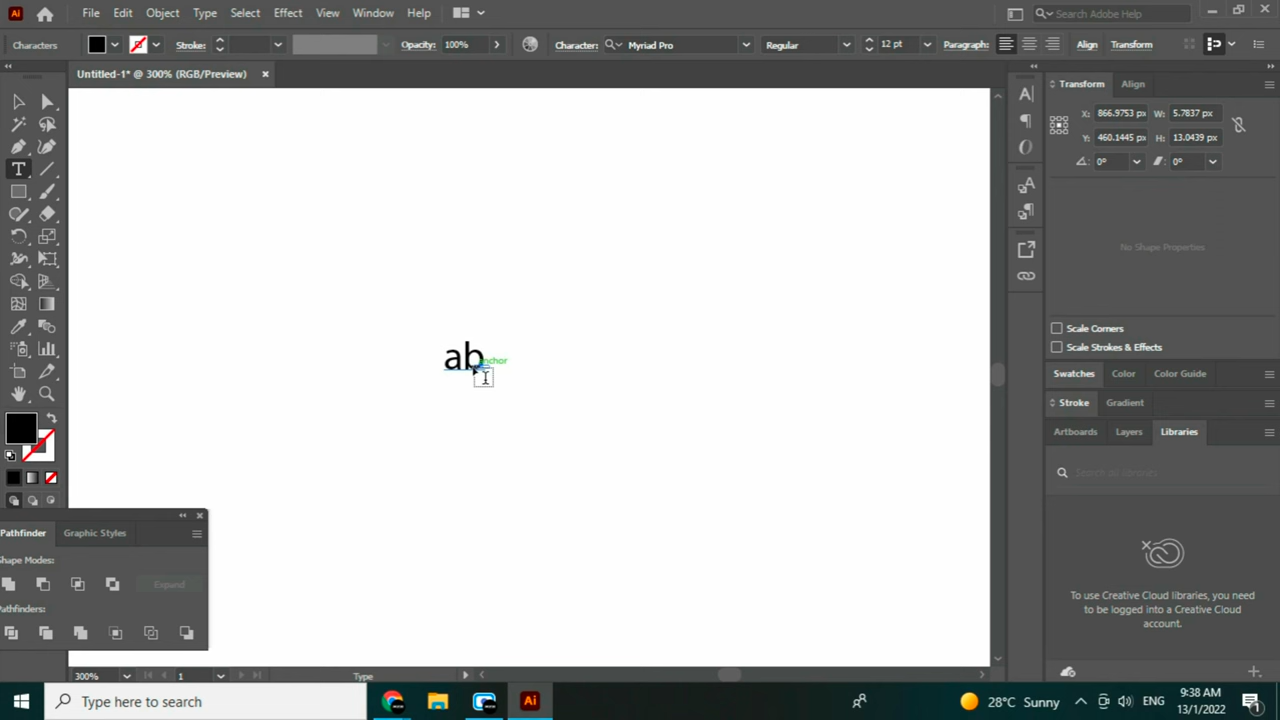 Ai File Edit Object Type Select Effect View Window Help Search Adobe Help
Characters Stroke: Opacity: 100% Character: Myriad Pro Regular 12 pt Paragraph: Align Transform
Untitled-1* @ 300% (RGB/Preview)
Transform Align
X: 866.9753 px W: 5.7837 px
Y: 460.1445 px H: 13.0439 px
0° 0°
No Shape Properties
Scale Corners
Scale Strokes & Effects
ab
anchor
Swatches Color Color Guide
Stroke Gradient
Artboards Layers Libraries
Search all libraries
Pathfinder Graphic Styles
Shape Modes:
Expand
Pathfinders:
To use Creative Cloud libraries, you need
to be logged into a Creative Cloud
account.
300% 1 Type
Type here to search
Ai
28°C Sunny ENG 9:38 AM
13/1/2022